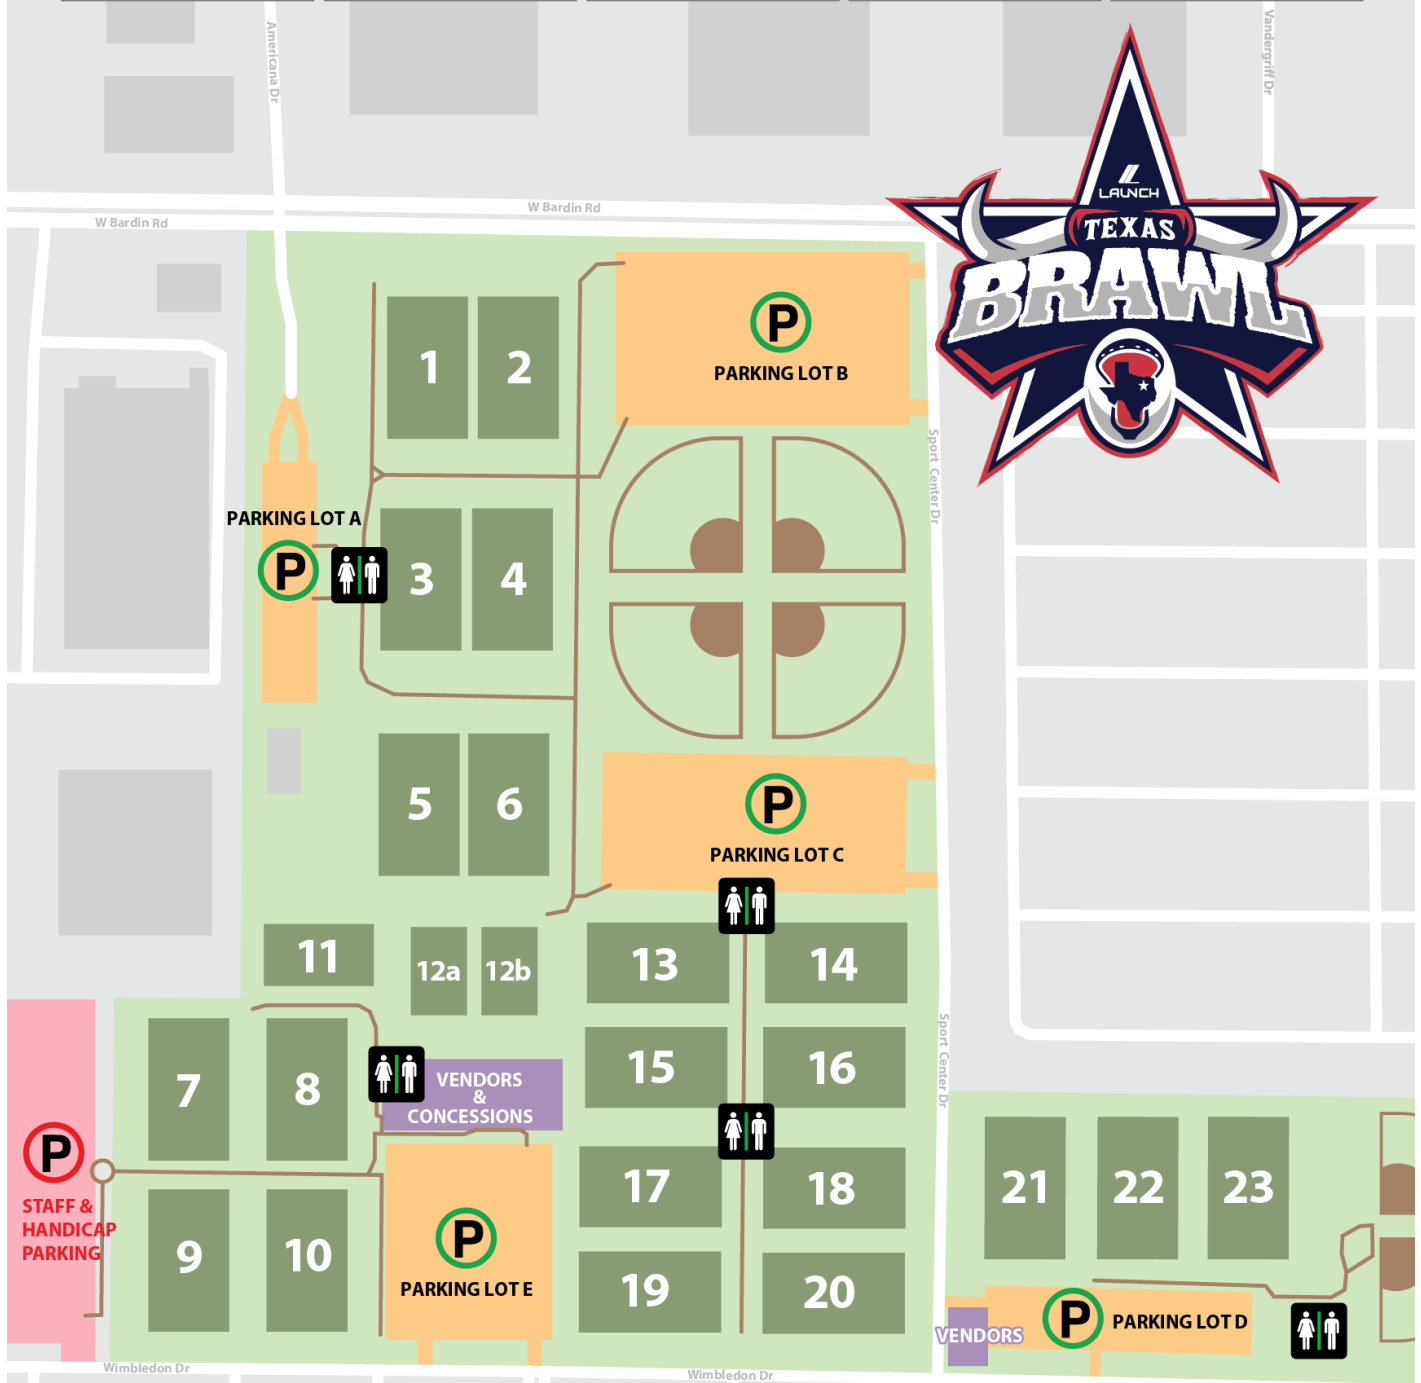 Americana Dr
Vandergriff Dr
LAUNCH
TEXAS
BRAWL
W Bardin Rd
W Bardin Rd
P
PARKING LOT B
1
2
Sport Center Dr
PARKING LOT A
P
3
4
5
6
P
PARKING LOT C
11
12a
12b
13
14
7
8
VENDORS
&
CONCESSIONS
15
16
Sport Center Dr
P
STAFF &
HANDICAP
PARKING
9
10
P
PARKING LOT E
17
18
19
20
21
22
23
VENDORS
P
PARKING LOT D
Wimbledon Dr
Wimbledon Dr